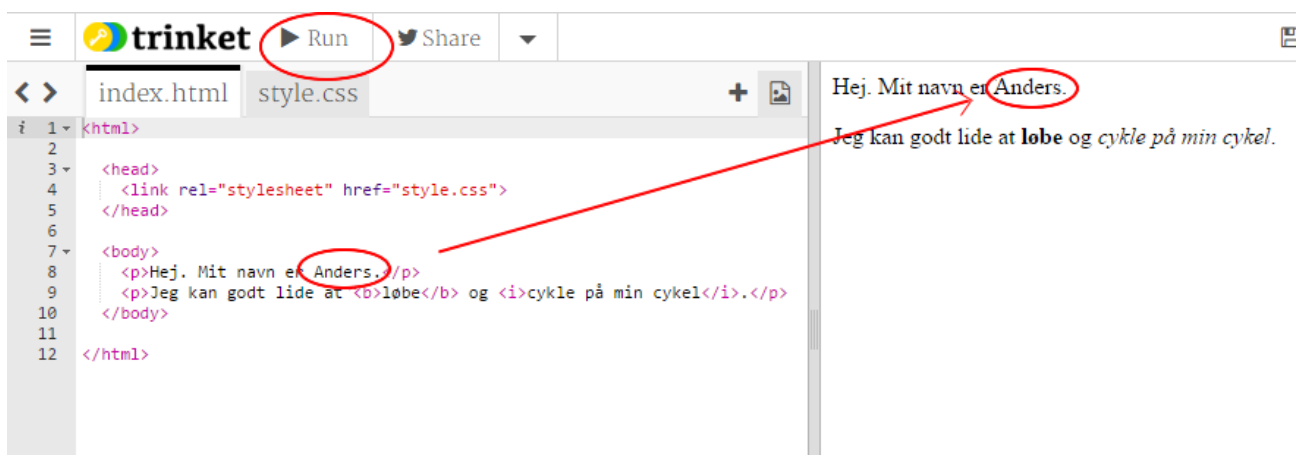 trinket Run Share
index.html style.css
i 1 <html>
2
3 <head>
4 <link rel="stylesheet" href="style.css">
5 </head>
6
7 <body>
8 <p>Hej. Mit navn er Anders.</p>
9 <p>Jeg kan godt lide at <b>løbe</b> og <i>cykle på min cykel</i>.</p>
10 </body>
11
12 </html>
Hej. Mit navn er Anders.
Jeg kan godt lide at løbe og cykle på min cykel.